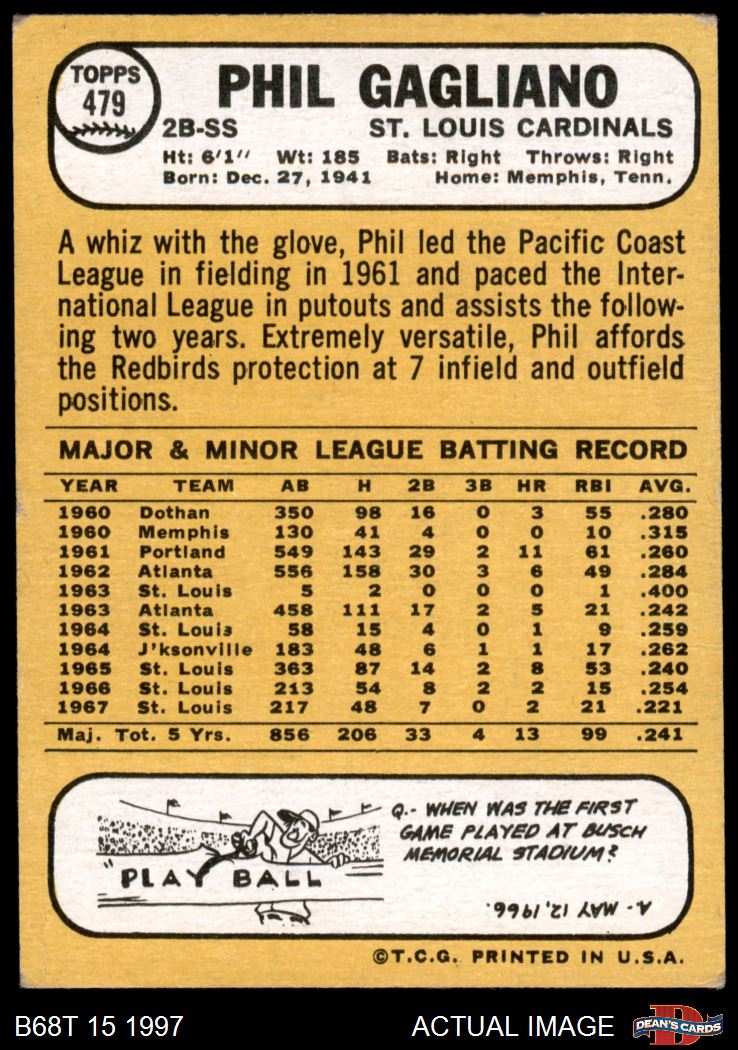 TOPPS
479
PHIL GAGLIANO
2B-SS ST. LOUIS CARDINALS
Ht: 6'1" Wt: 185 Bats: Right Throws: Right
Born: Dec. 27, 1941 Home: Memphis, Tenn.
A whiz with the glove, Phil led the Pacific Coast
League in fielding in 1961 and paced the Inter-
national League in putouts and assists the follow-
ing two years. Extremely versatile, Phil affords
the Redbirds protection at 7 infield and outfield
positions.
MAJOR & MINOR LEAGUE BATTING RECORD
YEAR TEAM AB H 2B 3B HR RBI AVG.
1960 Dothan 350 98 16 0 3 55 .280
1960 Memphis 130 41 4 0 0 10 .315
1961 Portland 549 143 29 2 11 61 .260
1962 Atlanta 556 158 30 3 6 49 .284
1963 St. Louis 5 2 0 0 0 1 .400
1963 Atlanta 458 111 17 2 5 21 .242
1964 St. Louis 58 15 4 0 1 9 .259
1964 J'ksonville 183 48 6 1 1 17 .262
1965 St. Louis 363 87 14 2 8 53 .240
1966 St. Louis 213 54 8 2 2 15 .254
1967 St. Louis 217 48 7 0 2 21 .221
Maj. Tot. 5 Yrs. 856 206 33 4 13 99 .241
"PLAY BALL
Q.- WHEN WAS THE FIRST
GAME PLAYED AT BUSCH
MEMORIAL STADIUM?
A- MAY 12, 1966.
©T.C.G. PRINTED IN U.S.A.
B68T 15 1997 ACTUAL IMAGE
D
DEAN'S CARDS